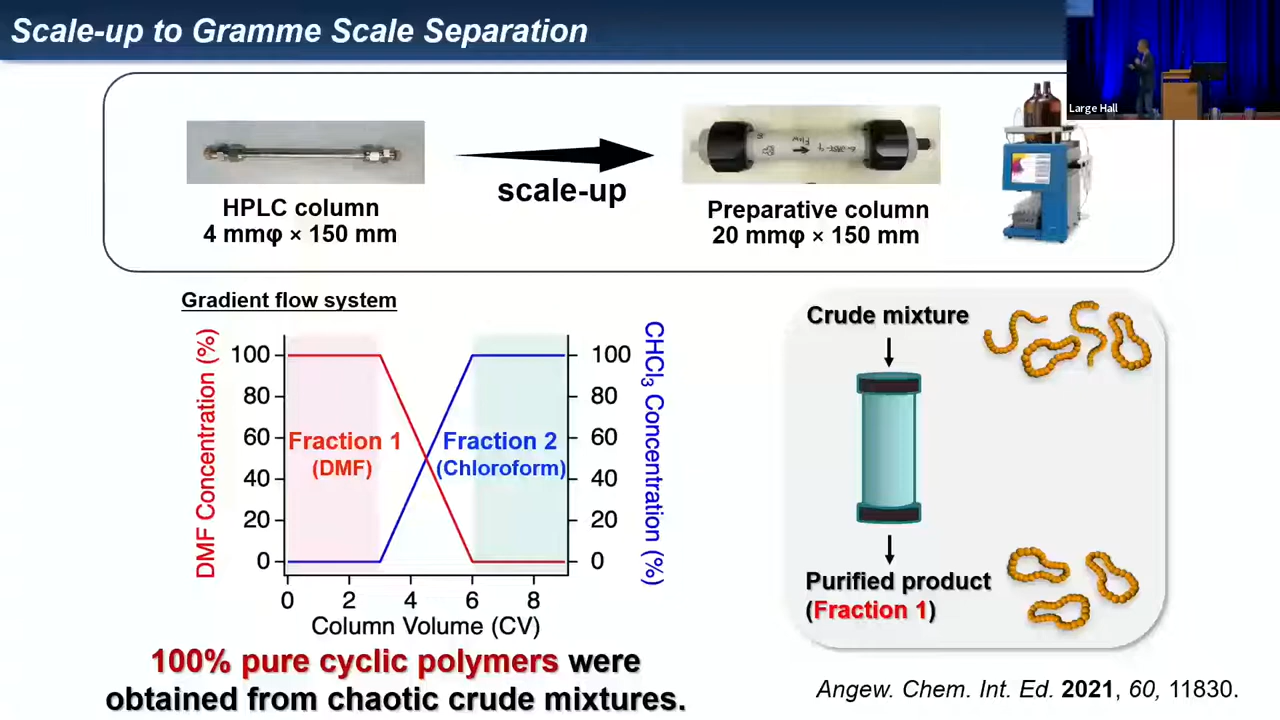 Scale-up to Gramme Scale Separation
Large Hall
scale-up
HPLC column
4 mmφ × 150 mm
Flow
Preparative column
20 mmφ × 150 mm
Gradient flow system
DMF Concentration (%)
100
80
60
40
20
0
Fraction 1
(DMF)
Fraction 2
(Chloroform)
100
80
60
40
20
0
CHCl₃ Concentration (%)
0 2 4 6 8
Column Volume (CV)
100% pure cyclic polymers were
obtained from chaotic crude mixtures.
Crude mixture
Purified product
(Fraction 1)
Angew. Chem. Int. Ed. 2021, 60, 11830.